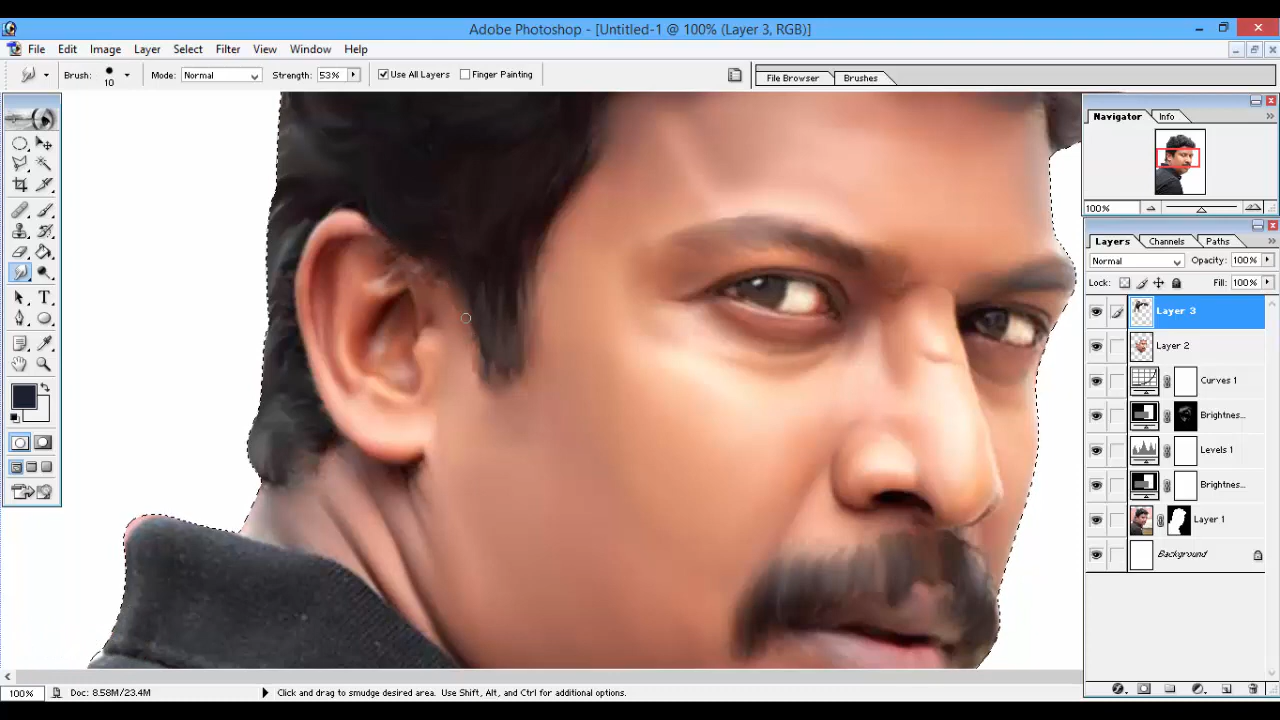 Adobe Photoshop - [Untitled-1 @ 100% (Layer 3, RGB)]
File Edit Image Layer Select Filter View Window Help
Brush: 10 Mode: Normal Strength: 53% Use All Layers Finger Painting File Browser Brushes
Navigator Info
100%
Layers Channels Paths
Normal Opacity: 100%
Lock: Fill: 100%
Layer 3
Layer 2
Curves 1
Brightnes...
Levels 1
Brightnes...
Layer 1
Background
100% Doc: 8.58M/23.4M Click and drag to smudge desired area. Use Shift, Alt, and Ctrl for additional options.